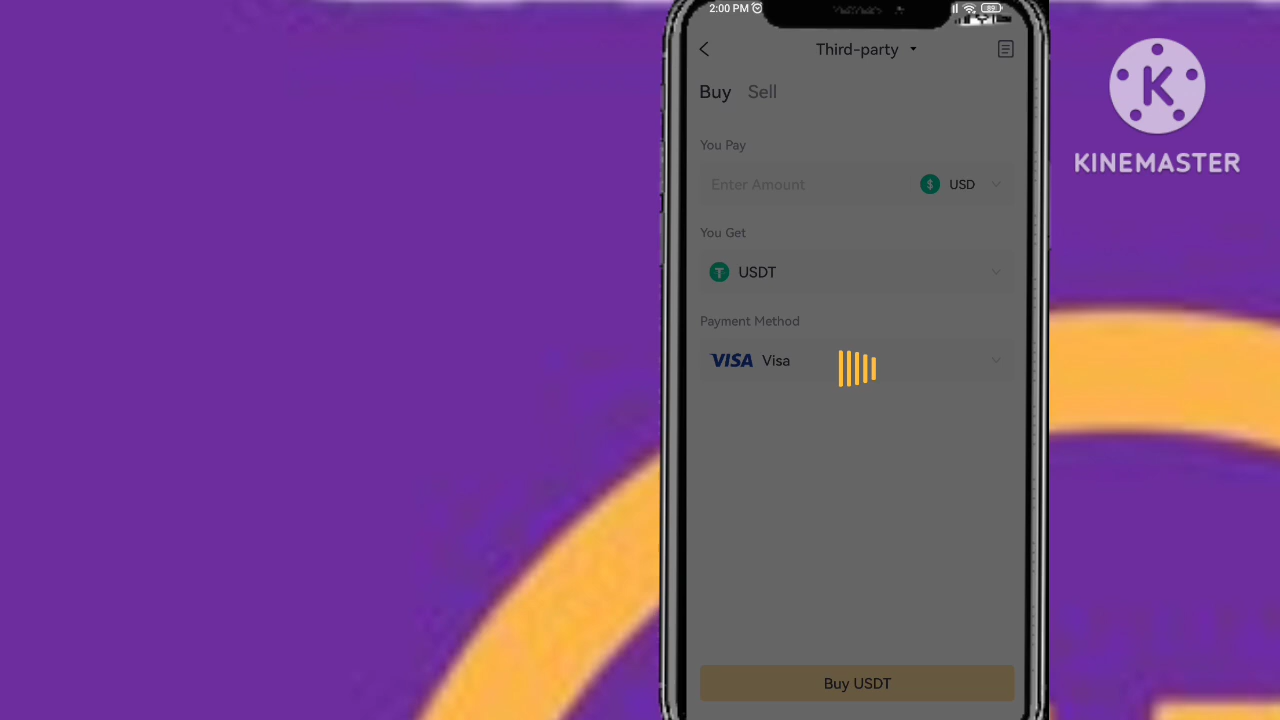 2:00 PM
89
Third-party
Buy Sell
You Pay
Enter Amount
$ USD
You Get
T USDT
Payment Method
VISA Visa
Buy USDT
K
KINEMASTER